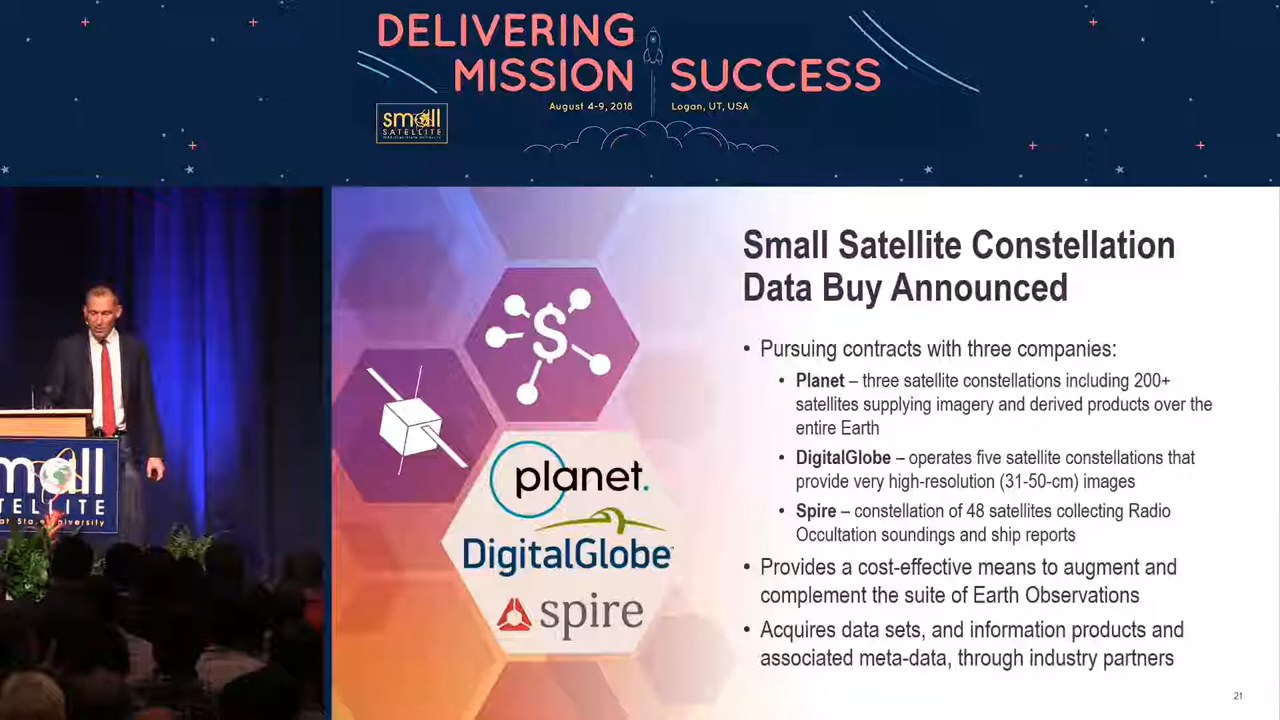 DELIVERING
MISSION SUCCESS
August 4-9, 2018 Logan, UT, USA
small
SATELLITE
mall
TELLITE
at State University
Small Satellite Constellation
Data Buy Announced
• Pursuing contracts with three companies:
• Planet – three satellite constellations including 200+
satellites supplying imagery and derived products over the
entire Earth
• DigitalGlobe – operates five satellite constellations that
provide very high-resolution (31-50-cm) images
• Spire – constellation of 48 satellites collecting Radio
Occultation soundings and ship reports
• Provides a cost-effective means to augment and
complement the suite of Earth Observations
• Acquires data sets, and information products and
associated meta-data, through industry partners
$
planet.
DigitalGlobe
spire
21